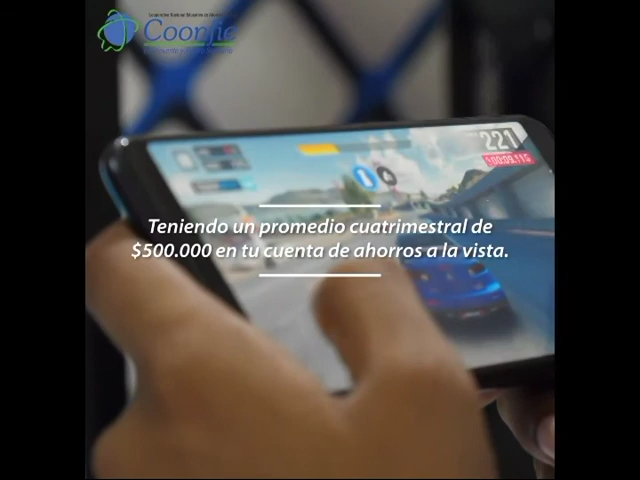 Coonfie
Teniendo un promedio cuatrimestral de
$500.000 en tu cuenta de ahorros a la vista.
221